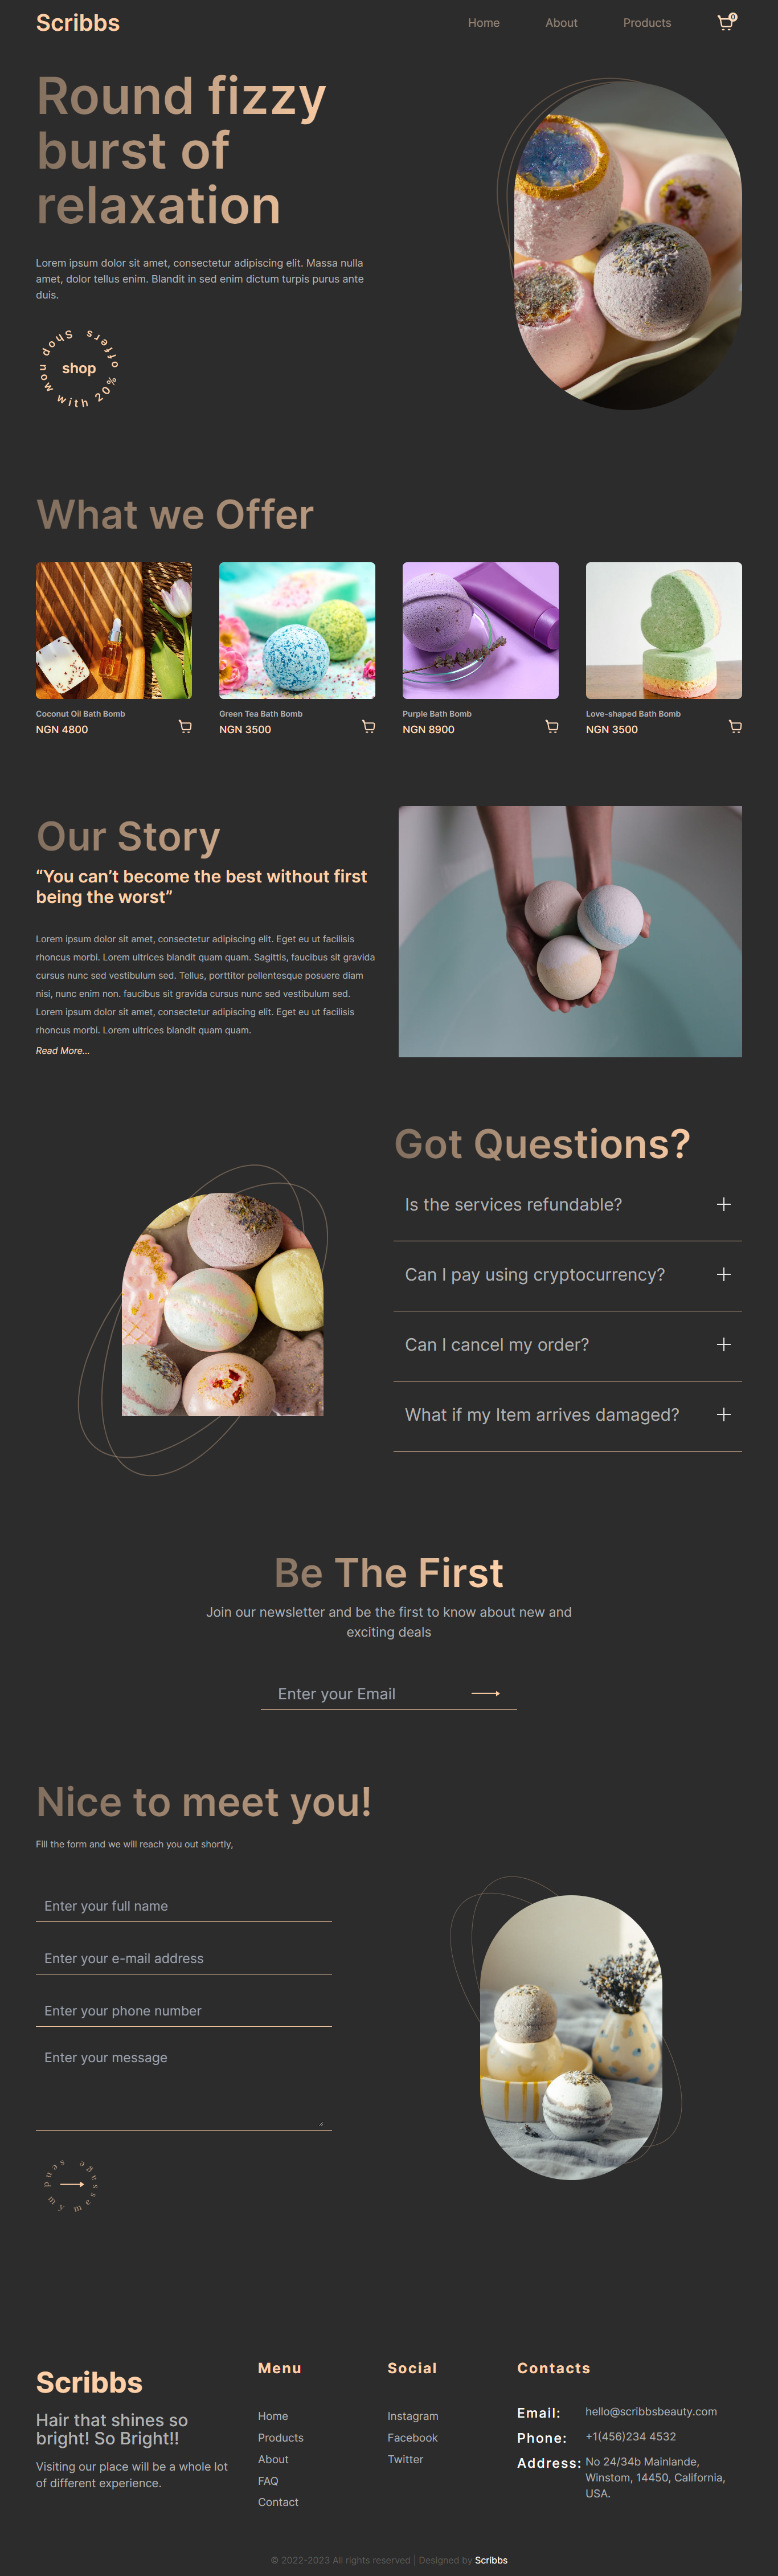 Scribbs
Home
About
Products
0
Round fizzy
burst of
relaxation
Lorem ipsum dolor sit amet, consectetur adipiscing elit. Massa nulla
amet, dolor tellus enim. Blandit in sed enim dictum turpis purus ante
duis.
Shop now with 20% offers
shop
What we Offer
Coconut Oil Bath Bomb
NGN 4800
Green Tea Bath Bomb
NGN 3500
Purple Bath Bomb
NGN 8900
Love-shaped Bath Bomb
NGN 3500
Our Story
“You can’t become the best without first
being the worst”
Lorem ipsum dolor sit amet, consectetur adipiscing elit. Eget eu ut facilisis
rhoncus morbi. Lorem ultrices blandit quam quam. Sagittis, faucibus sit gravida
cursus nunc sed vestibulum sed. Tellus, porttitor pellentesque posuere diam
nisi, nunc enim non. faucibus sit gravida cursus nunc sed vestibulum sed.
Lorem ipsum dolor sit amet, consectetur adipiscing elit. Eget eu ut facilisis
rhoncus morbi. Lorem ultrices blandit quam quam.
Read More...
Got Questions?
Is the services refundable?
Can I pay using cryptocurrency?
Can I cancel my order?
What if my Item arrives damaged?
Be The First
Join our newsletter and be the first to know about new and
exciting deals
Enter your Email
Nice to meet you!
Fill the form and we will reach you out shortly,
Enter your full name
Enter your e-mail address
Enter your phone number
Enter your message
send my massage
Scribbs
Hair that shines so
bright! So Bright!!
Visiting our place will be a whole lot
of different experience.
Menu
Home
Products
About
FAQ
Contact
Social
Instagram
Facebook
Twitter
Contacts
Email: hello@scribbsbeauty.com
Phone: +1(456)234 4532
Address: No 24/34b Mainlande,
Winstom, 14450, California,
USA.
© 2022-2023 All rights reserved | Designed by Scribbs